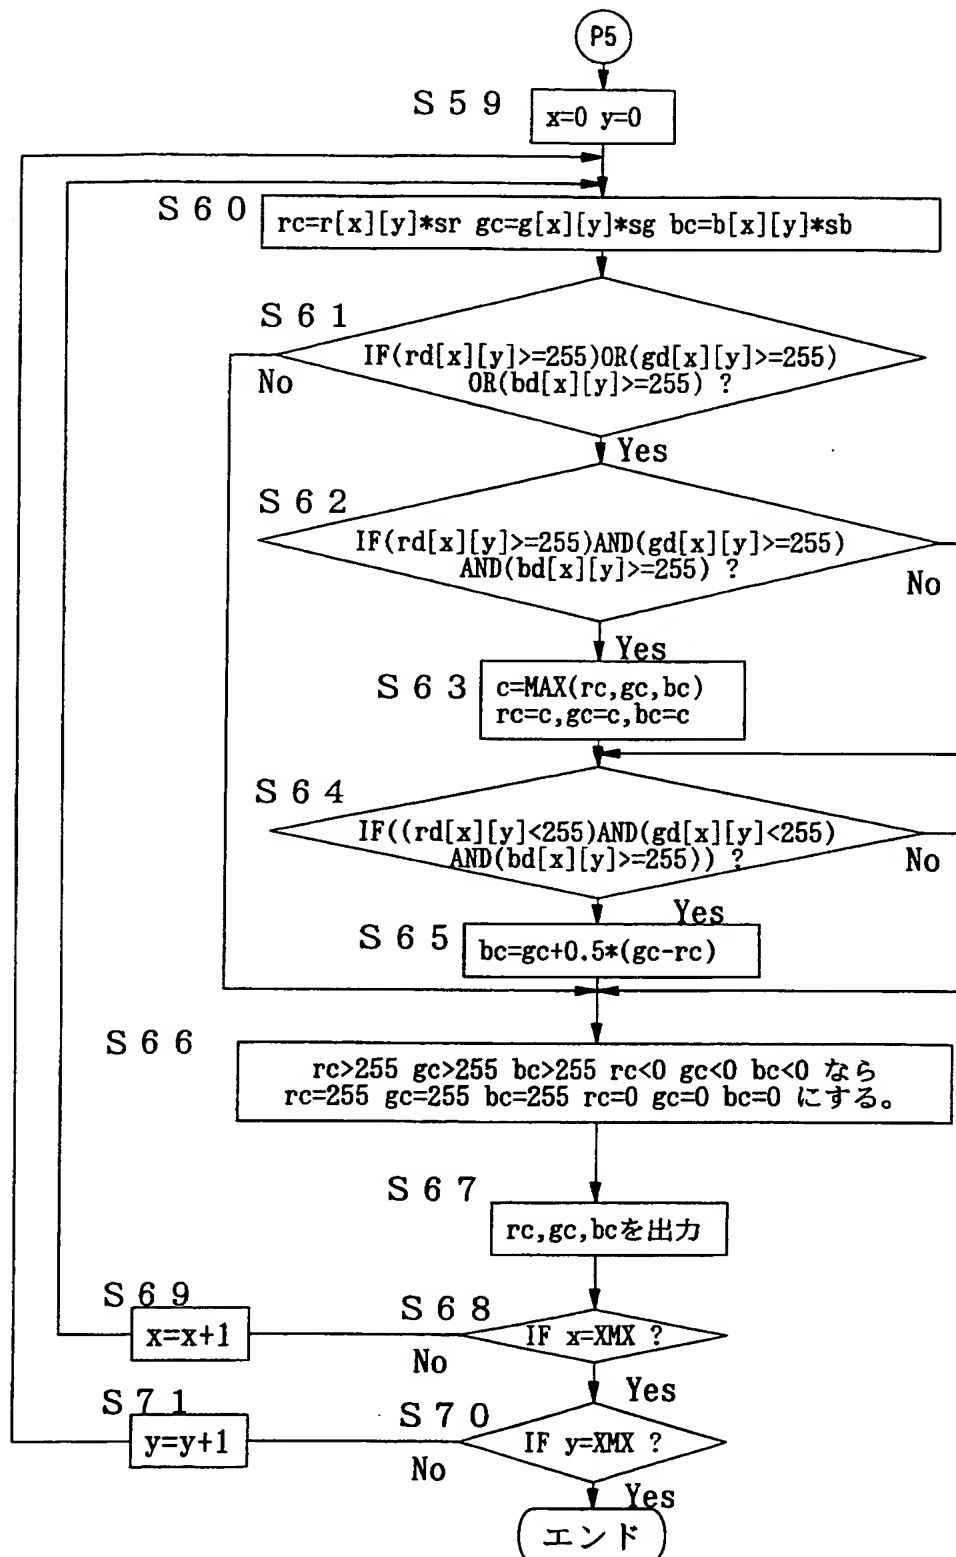 P5
S59
x=0 y=0
S60
rc=r[x][y]*sr gc=g[x][y]*sg bc=b[x][y]*sb
S61
IF(rd[x][y]>=255)OR(gd[x][y]>=255)
OR(bd[x][y]>=255) ?
No
Yes
S62
IF(rd[x][y]>=255)AND(gd[x][y]>=255)
AND(bd[x][y]>=255) ?
No
Yes
S63
c=MAX(rc,gc,bc)
rc=c,gc=c,bc=c
S64
IF((rd[x][y]<255)AND(gd[x][y]<255)
AND(bd[x][y]>=255)) ?
No
Yes
S65
bc=gc+0.5*(gc-rc)
S66
rc>255 gc>255 bc>255 rc<0 gc<0 bc<0 なら
rc=255 gc=255 bc=255 rc=0 gc=0 bc=0 にする。
S67
rc,gc,bcを出力
S69
x=x+1
S68
IF x=XMX ?
No
Yes
S71
y=y+1
S70
IF y=XMX ?
No
Yes
エンド